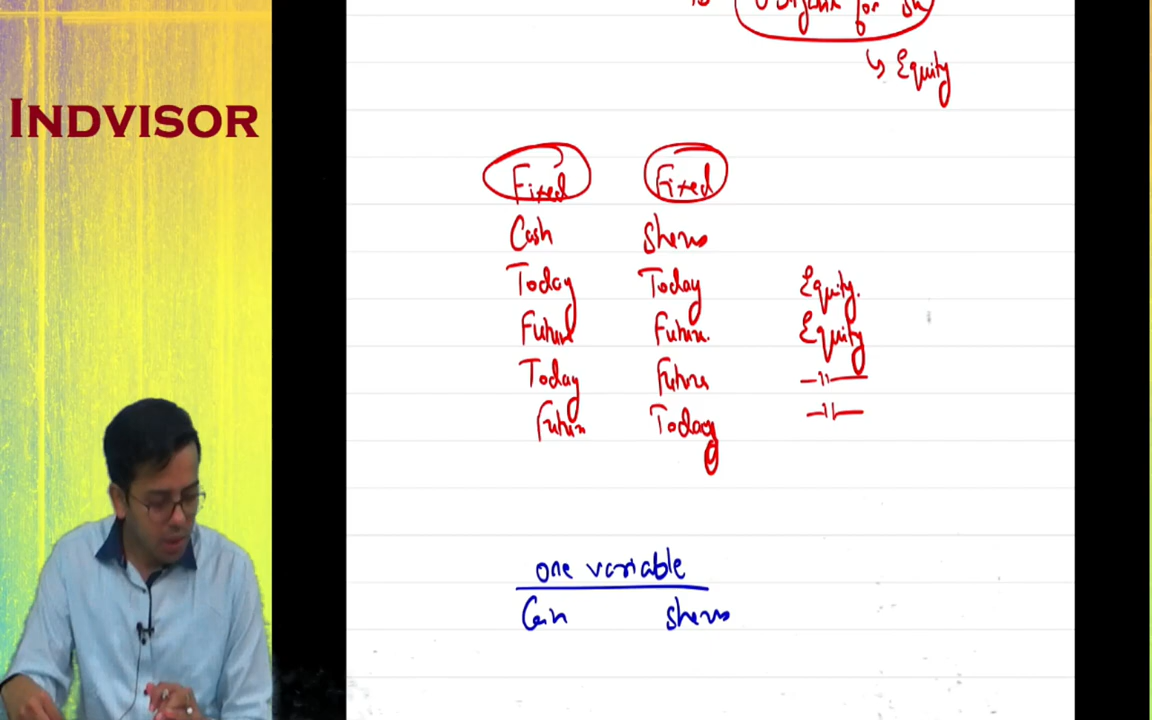 for
↳ Equity
INDVISOR
Fixed Fixed
Cash Shares
Today Today Equity.
Future Future. Equity
Today Future —"—
Future Today —"—
one variable
Cash Shares